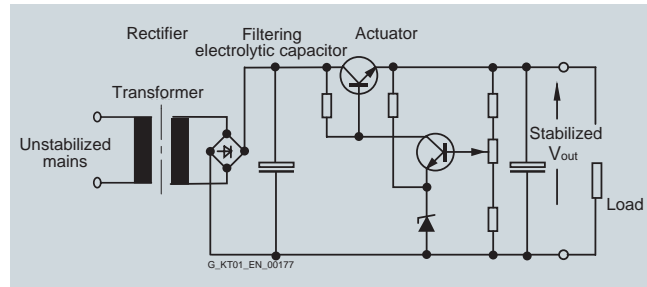 Rectifier
Filtering
electrolytic capacitor
Actuator
Transformer
Unstabilized
mains
Stabilized
Vout
Load
G_KT01_EN_00177